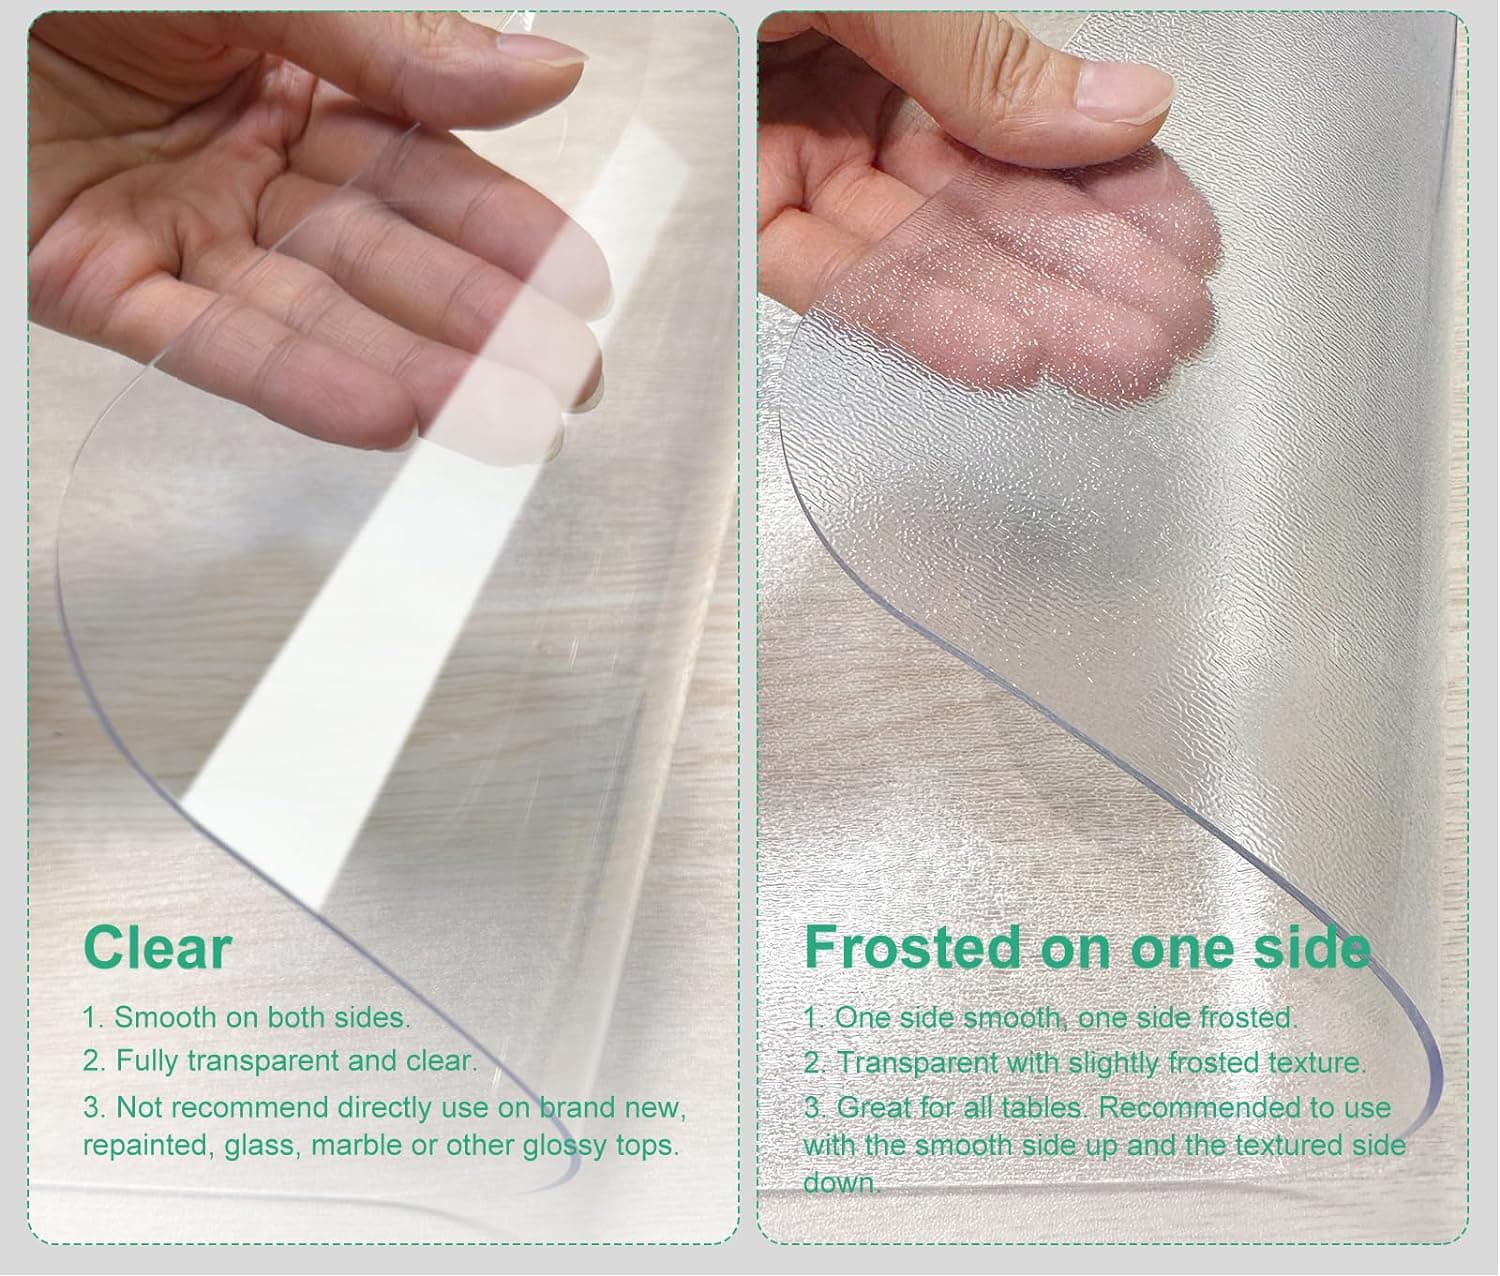 Clear
1. Smooth on both sides.
2. Fully transparent and clear.
3. Not recommend directly use on brand new,
repainted, glass, marble or other glossy tops.
Frosted on one side
1. One side smooth, one side frosted.
2. Transparent with slightly frosted texture.
3. Great for all tables. Recommended to use
with the smooth side up and the textured side
down.